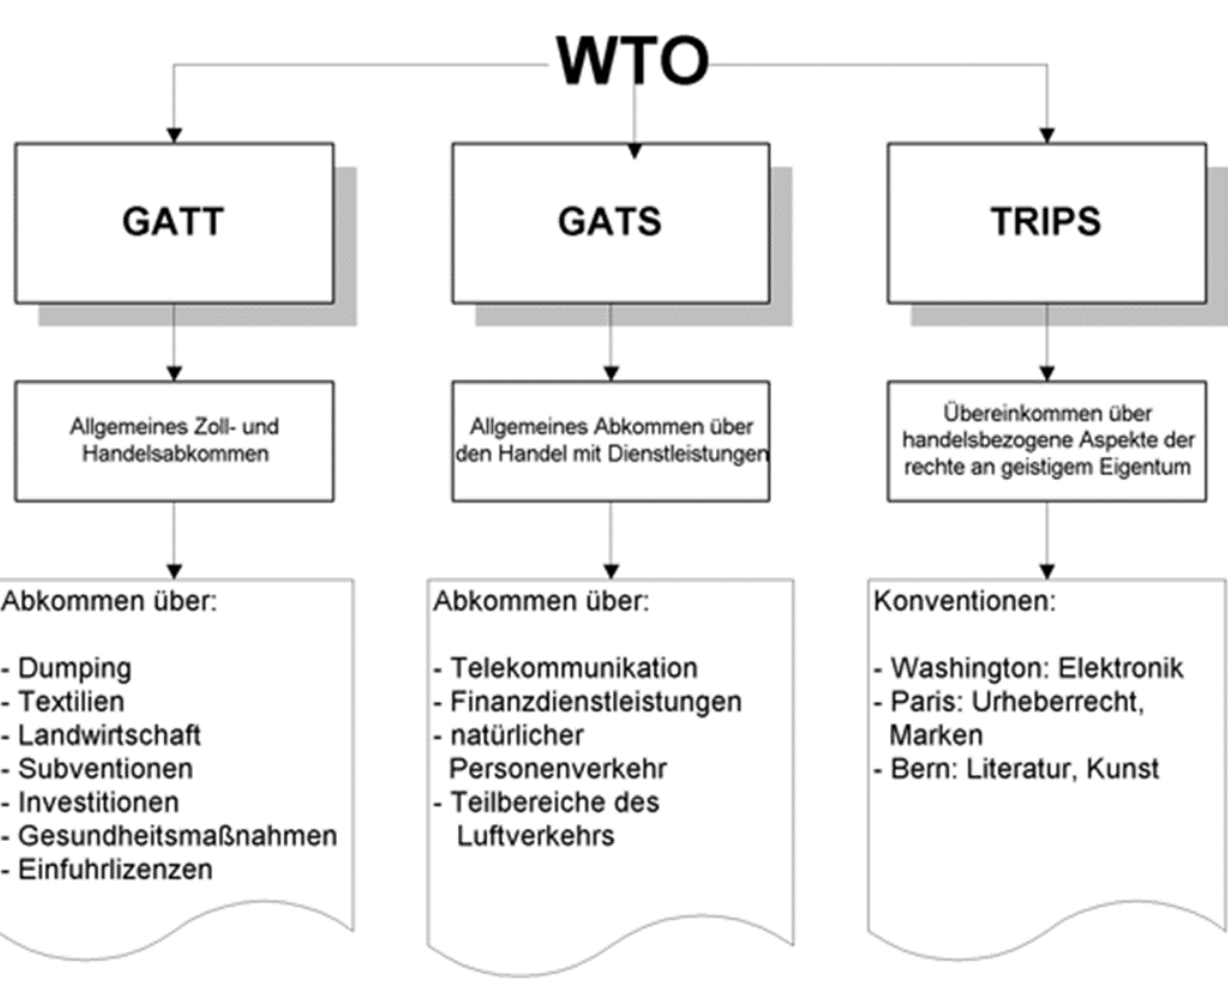 WTO
GATT
GATS
TRIPS
Allgemeines Zoll- und
Handelsabkommen
Allgemeines Abkommen über
den Handel mit Dienstleistungen
Übereinkommen über
handelsbezogene Aspekte der
rechte an geistigem Eigentum
Abkommen über:
- Dumping
- Textilien
- Landwirtschaft
- Subventionen
- Investitionen
- Gesundheitsmaßnahmen
- Einfuhrlizenzen
Abkommen über:
- Telekommunikation
- Finanzdienstleistungen
- natürlicher
Personenverkehr
- Teilbereiche des
Luftverkehrs
Konventionen:
- Washington: Elektronik
- Paris: Urheberrecht,
Marken
- Bern: Literatur, Kunst